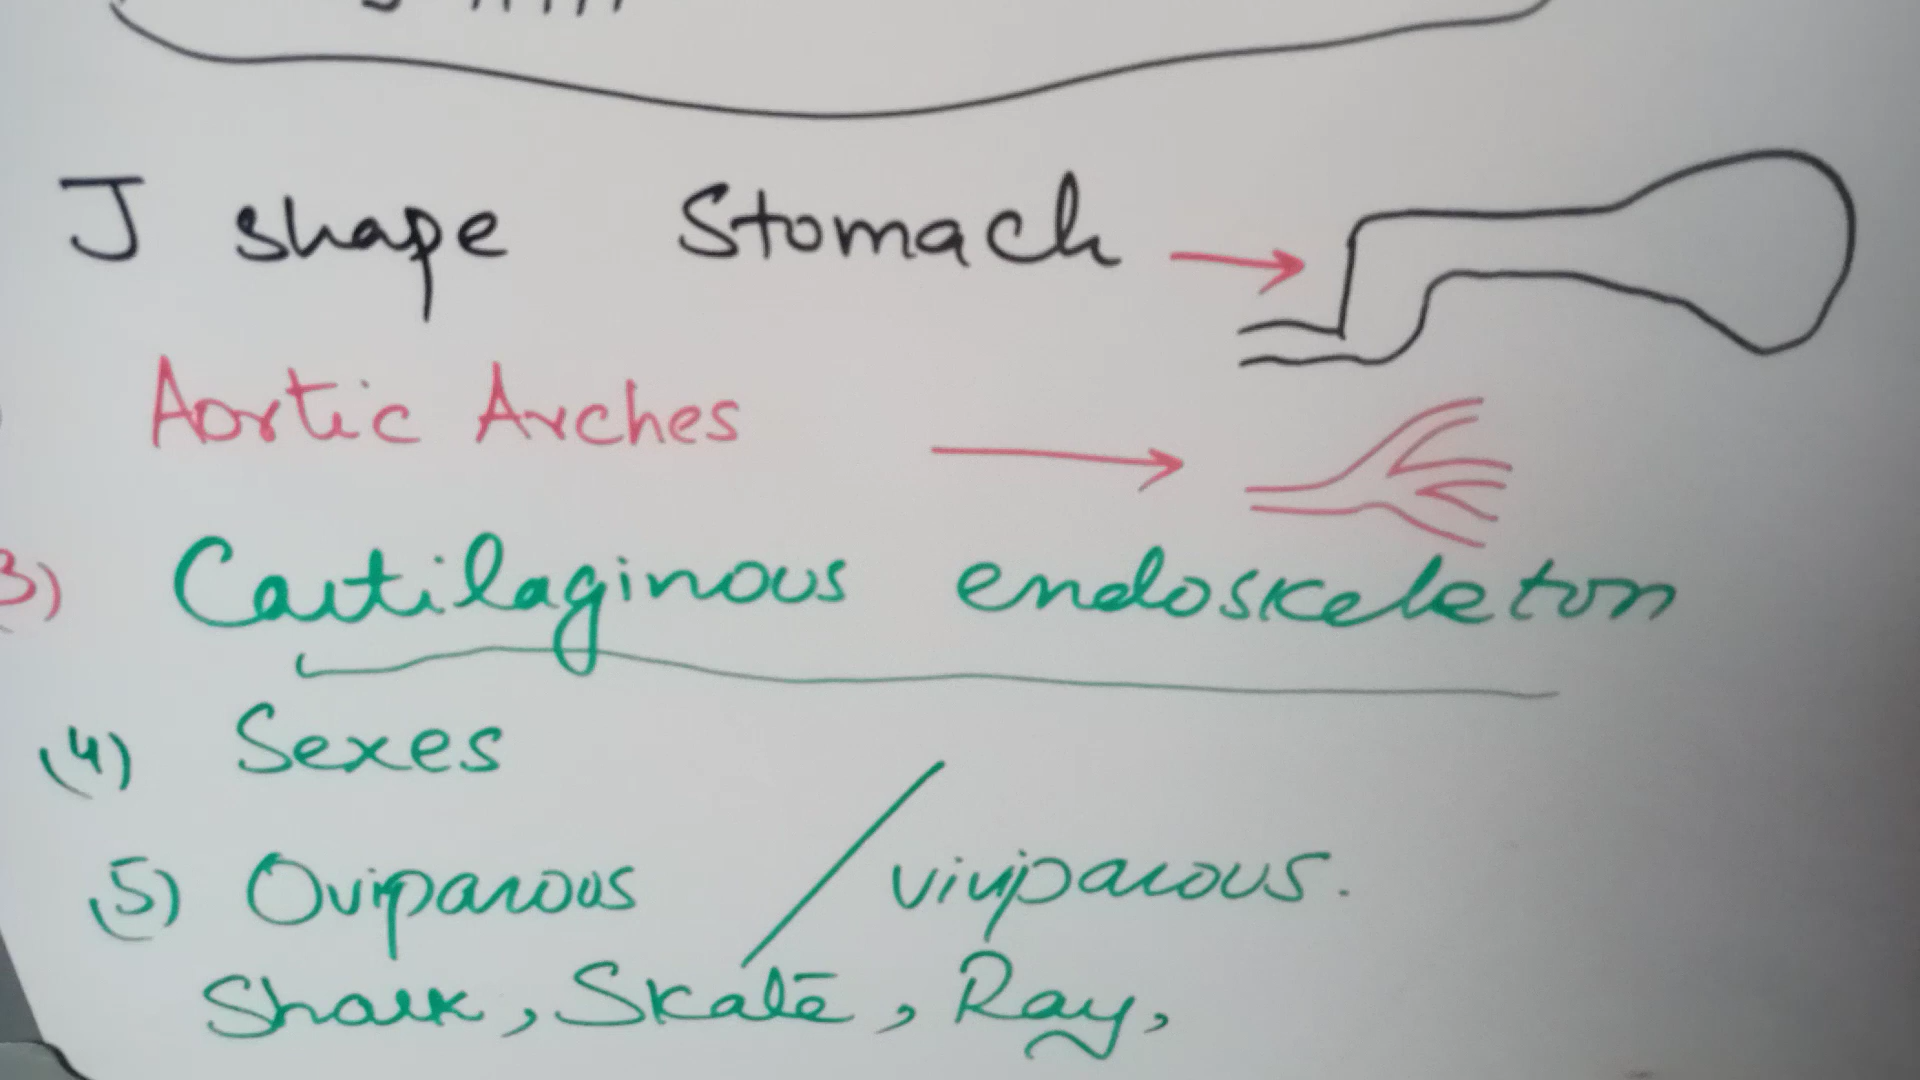 J shape Stomach
Aortic Arches
3) Cartilaginous endoskeleton
(4) Sexes
(5) Oviparous / viviparous.
Shark, Skate, Ray,